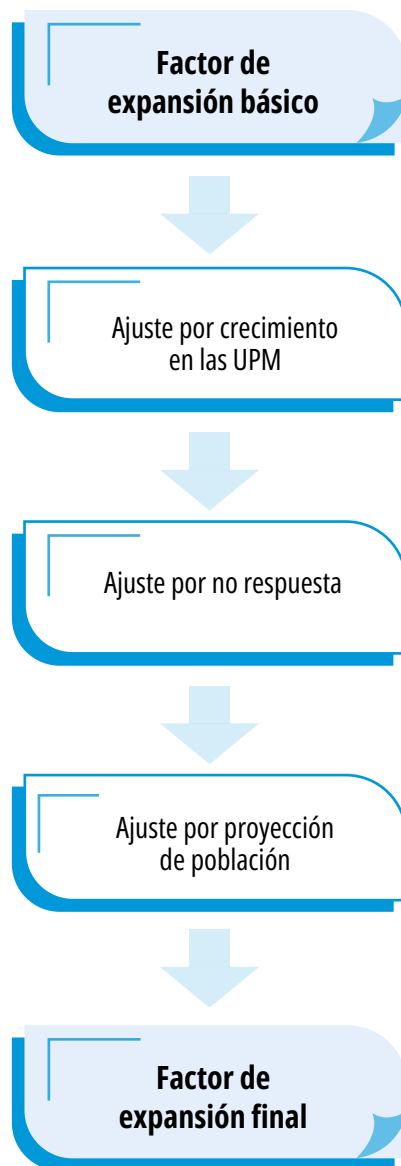 Factor de
expansión básico
Ajuste por crecimiento
en las UPM
Ajuste por no respuesta
Ajuste por proyección
de población
Factor de
expansión final